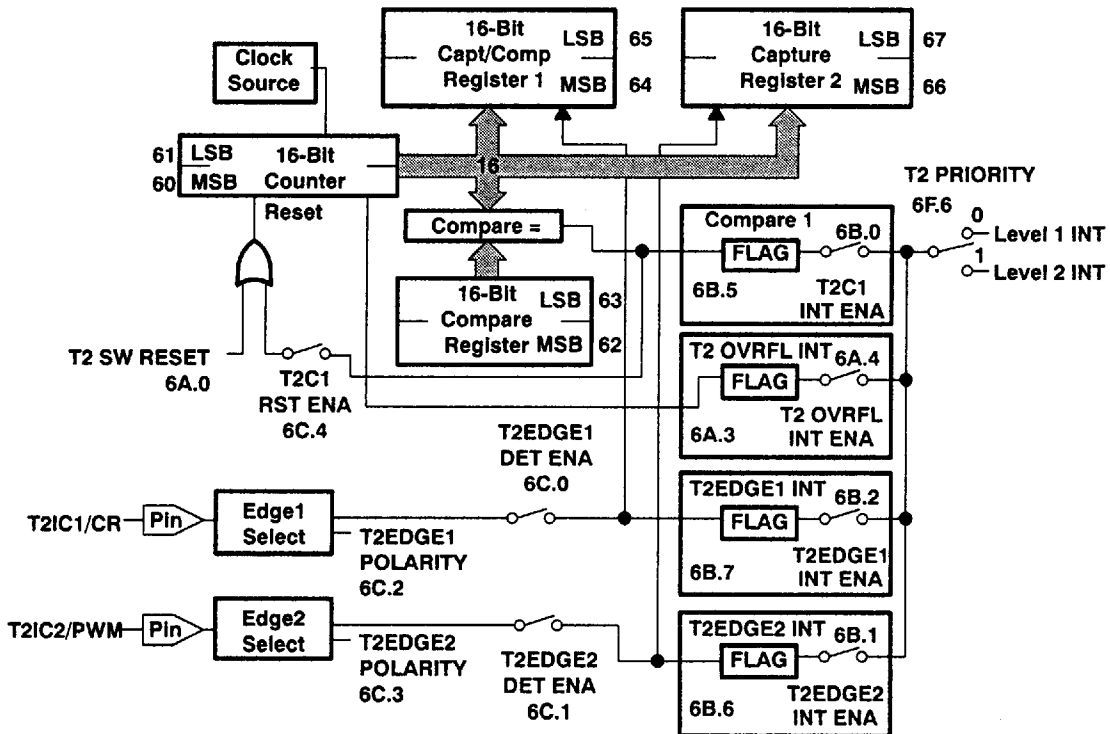 Clock
Source
16-Bit
Capt/Comp
Register 1
LSB 65
MSB 64
16-Bit
Capture
Register 2
LSB 67
MSB 66
61 LSB
60 MSB
16-Bit
Counter
Reset
16
Compare =
16-Bit
Compare
Register
LSB 63
MSB 62
T2 SW RESET
6A.0
T2C1
RST ENA
6C.4
Compare 1
FLAG
6B.0
6B.5
T2C1
INT ENA
T2 PRIORITY
6F.6
0
Level 1 INT
1
Level 2 INT
T2 OVRFL INT
FLAG
6A.4
6A.3
T2 OVRFL
INT ENA
T2EDGE1
DET ENA
6C.0
T2IC1/CR
Pin
Edge1
Select
T2EDGE1
POLARITY
6C.2
T2EDGE1 INT
FLAG
6B.2
6B.7
T2EDGE1
INT ENA
T2IC2/PWM
Pin
Edge2
Select
T2EDGE2
POLARITY
6C.3
T2EDGE2
DET ENA
6C.1
T2EDGE2 INT
FLAG
6B.1
6B.6
T2EDGE2
INT ENA